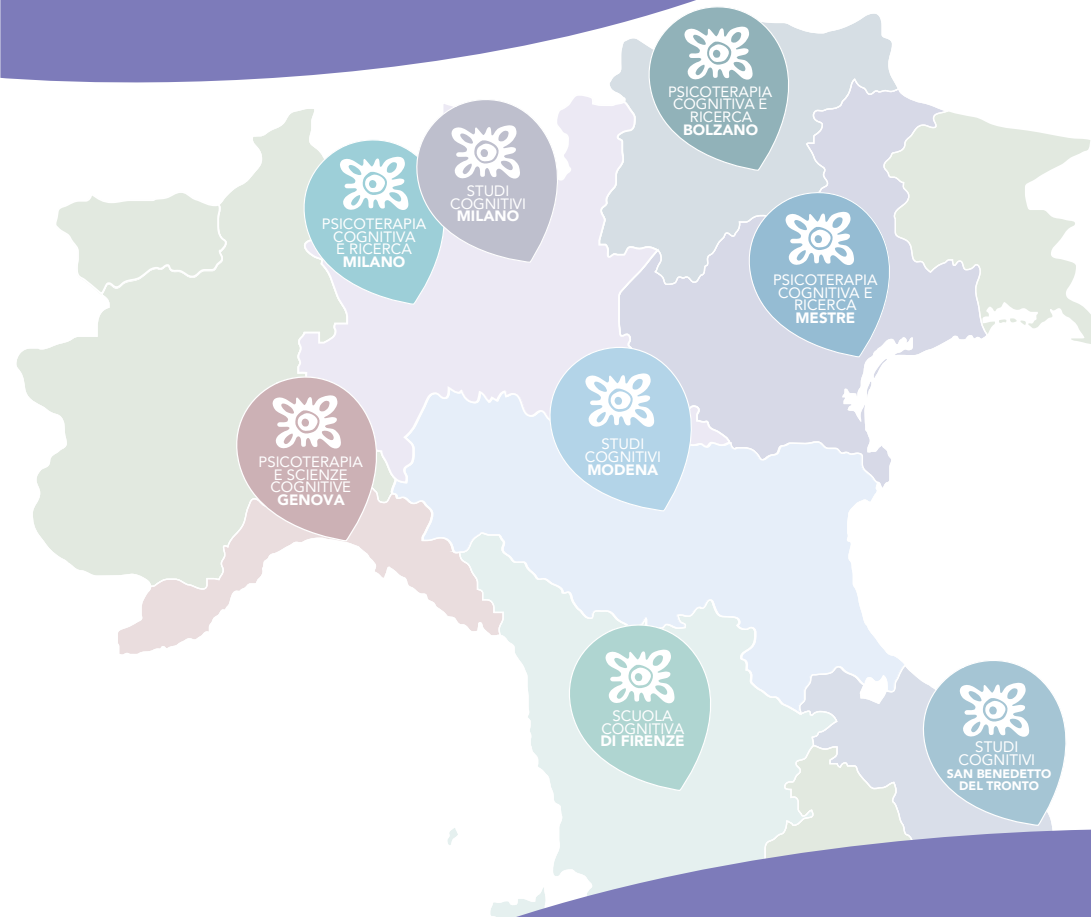 PSICOTERAPIA
COGNITIVA E
RICERCA
BOLZANO
STUDI
COGNITIVI
MILANO
PSICOTERAPIA
COGNITIVA
E RICERCA
MILANO
PSICOTERAPIA
COGNITIVA E
RICERCA
MESTRE
STUDI
COGNITIVI
MODENA
PSICOTERAPIA
E SCIENZE
COGNITIVE
GENOVA
SCUOLA
COGNITIVA
DI FIRENZE
STUDI
COGNITIVI
SAN BENEDETTO
DEL TRONTO